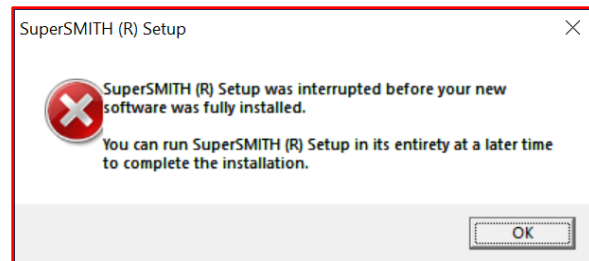 SuperSMITH (R) Setup
SuperSMITH (R) Setup was interrupted before your new
software was fully installed.
You can run SuperSMITH (R) Setup in its entirety at a later time
to complete the installation.
OK